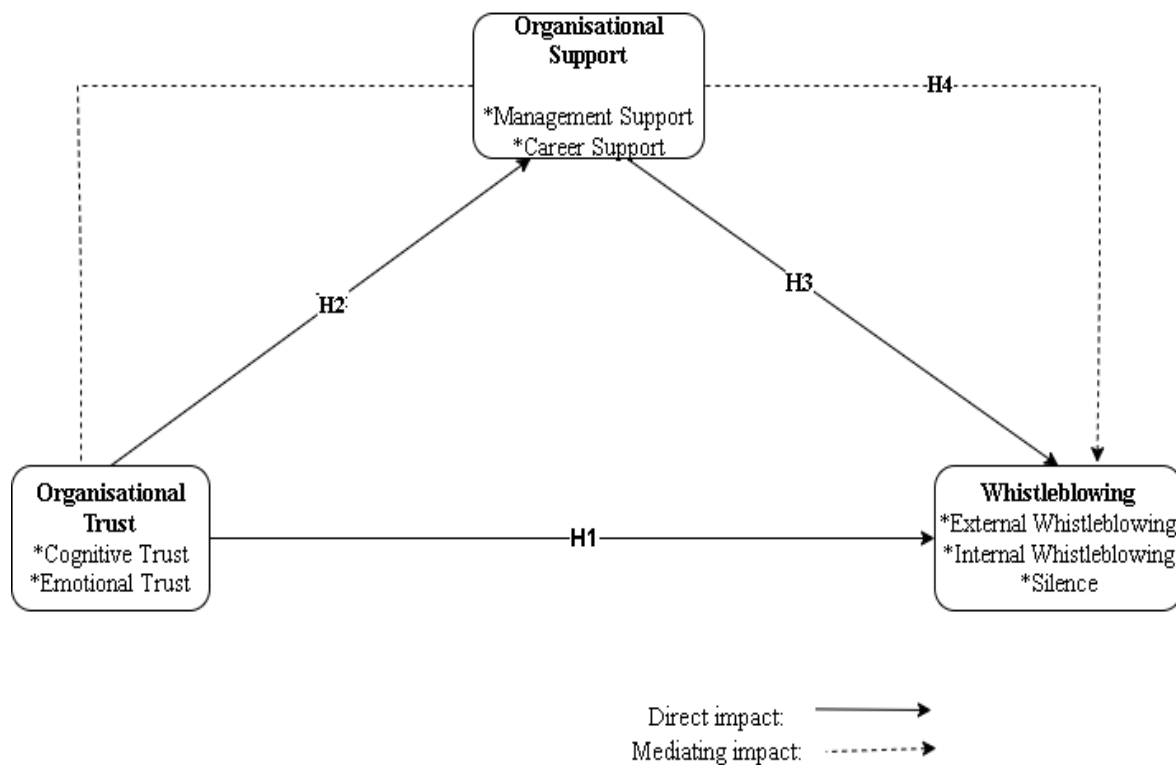 Organisational
Support
*Management Support
*Career Support
H4
H2
H3
Organisational
Trust
*Cognitive Trust
*Emotional Trust
H1
Whistleblowing
*External Whistleblowing
*Internal Whistleblowing
*Silence
Direct impact:
Mediating impact: